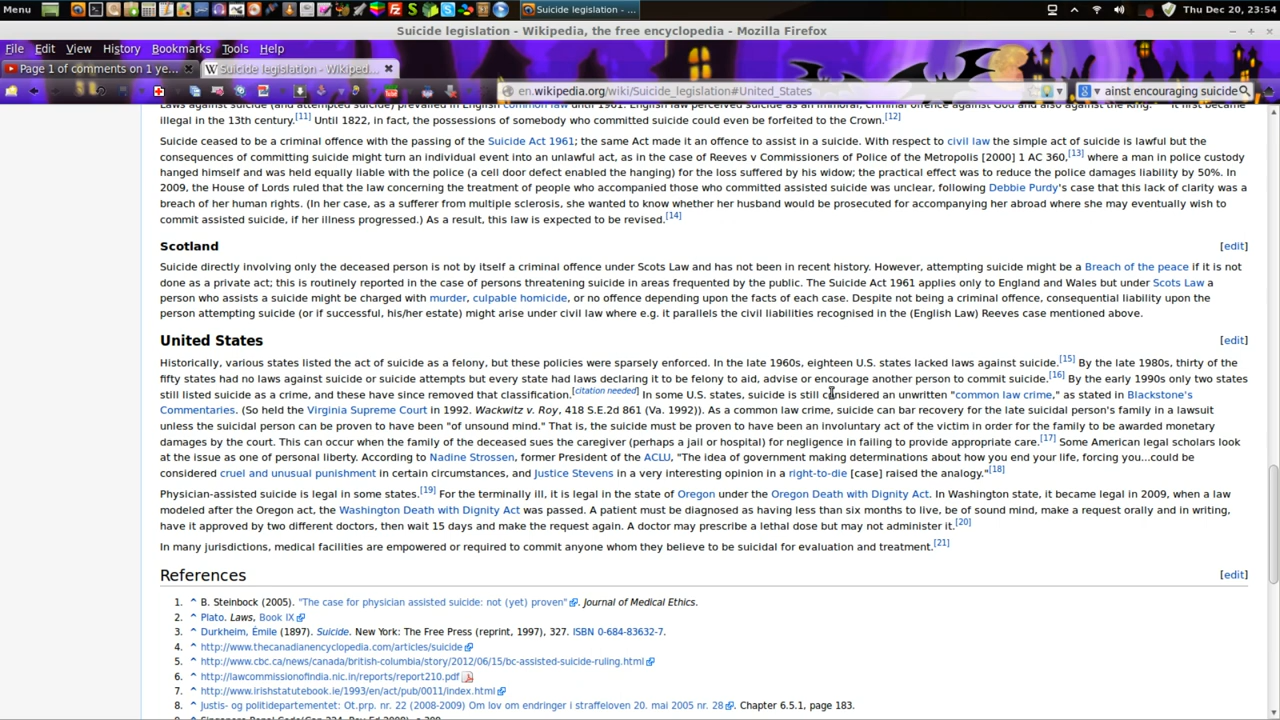 Menu
Suicide legislation - ...
Thu Dec 20, 23:54
Suicide legislation - Wikipedia, the free encyclopedia - Mozilla Firefox
File Edit View History Bookmarks Tools Help
Page 1 of comments on 1 ye...
Suicide legislation - Wikiped...
en.wikipedia.org/wiki/Suicide_legislation#United_States
ainst encouraging suicide
Laws against suicide (and attempted suicide) prevailed in English common law until 1961. English law perceived suicide as an immoral, criminal offence against God and also against the King. It first became
illegal in the 13th century.[11] Until 1822, in fact, the possessions of somebody who committed suicide could even be forfeited to the Crown.[12]
Suicide ceased to be a criminal offence with the passing of the Suicide Act 1961; the same Act made it an offence to assist in a suicide. With respect to civil law the simple act of suicide is lawful but the
consequences of committing suicide might turn an individual event into an unlawful act, as in the case of Reeves v Commissioners of Police of the Metropolis [2000] 1 AC 360,[13] where a man in police custody
hanged himself and was held equally liable with the police (a cell door defect enabled the hanging) for the loss suffered by his widow; the practical effect was to reduce the police damages liability by 50%. In
2009, the House of Lords ruled that the law concerning the treatment of people who accompanied those who committed assisted suicide was unclear, following Debbie Purdy's case that this lack of clarity was a
breach of her human rights. (In her case, as a sufferer from multiple sclerosis, she wanted to know whether her husband would be prosecuted for accompanying her abroad where she may eventually wish to
commit assisted suicide, if her illness progressed.) As a result, this law is expected to be revised.[14]
Scotland [edit]
Suicide directly involving only the deceased person is not by itself a criminal offence under Scots Law and has not been in recent history. However, attempting suicide might be a Breach of the peace if it is not
done as a private act; this is routinely reported in the case of persons threatening suicide in areas frequented by the public. The Suicide Act 1961 applies only to England and Wales but under Scots Law a
person who assists a suicide might be charged with murder, culpable homicide, or no offence depending upon the facts of each case. Despite not being a criminal offence, consequential liability upon the
person attempting suicide (or if successful, his/her estate) might arise under civil law where e.g. it parallels the civil liabilities recognised in the (English Law) Reeves case mentioned above.
United States [edit]
Historically, various states listed the act of suicide as a felony, but these policies were sparsely enforced. In the late 1960s, eighteen U.S. states lacked laws against suicide.[15] By the late 1980s, thirty of the
fifty states had no laws against suicide or suicide attempts but every state had laws declaring it to be felony to aid, advise or encourage another person to commit suicide.[16] By the early 1990s only two states
still listed suicide as a crime, and these have since removed that classification.[citation needed] In some U.S. states, suicide is still considered an unwritten "common law crime," as stated in Blackstone's
Commentaries. (So held the Virginia Supreme Court in 1992. Wackwitz v. Roy, 418 S.E.2d 861 (Va. 1992)). As a common law crime, suicide can bar recovery for the late suicidal person's family in a lawsuit
unless the suicidal person can be proven to have been "of unsound mind." That is, the suicide must be proven to have been an involuntary act of the victim in order for the family to be awarded monetary
damages by the court. This can occur when the family of the deceased sues the caregiver (perhaps a jail or hospital) for negligence in failing to provide appropriate care.[17] Some American legal scholars look
at the issue as one of personal liberty. According to Nadine Strossen, former President of the ACLU, "The idea of government making determinations about how you end your life, forcing you...could be
considered cruel and unusual punishment in certain circumstances, and Justice Stevens in a very interesting opinion in a right-to-die [case] raised the analogy."[18]
Physician-assisted suicide is legal in some states.[19] For the terminally ill, it is legal in the state of Oregon under the Oregon Death with Dignity Act. In Washington state, it became legal in 2009, when a law
modeled after the Oregon act, the Washington Death with Dignity Act was passed. A patient must be diagnosed as having less than six months to live, be of sound mind, make a request orally and in writing,
have it approved by two different doctors, then wait 15 days and make the request again. A doctor may prescribe a lethal dose but may not administer it.[20]
In many jurisdictions, medical facilities are empowered or required to commit anyone whom they believe to be suicidal for evaluation and treatment.[21]
References [edit]
1. ^ B. Steinbock (2005). "The case for physician assisted suicide: not (yet) proven". Journal of Medical Ethics.
2. ^ Plato. Laws, Book IX
3. ^ Durkheim, Émile (1897). Suicide. New York: The Free Press (reprint, 1997), 327. ISBN 0-684-83632-7.
4. ^ http://www.thecanadianencyclopedia.com/articles/suicide
5. ^ http://www.cbc.ca/news/canada/british-columbia/story/2012/06/15/bc-assisted-suicide-ruling.html
6. ^ http://lawcommissionofindia.nic.in/reports/report210.pdf
7. ^ http://www.irishstatutebook.ie/1993/en/act/pub/0011/index.html
8. ^ Justis- og politidepartementet: Ot.prp. nr. 22 (2008-2009) Om lov om endringer i straffeloven 20. mai 2005 nr. 28. Chapter 6.5.1, page 183.